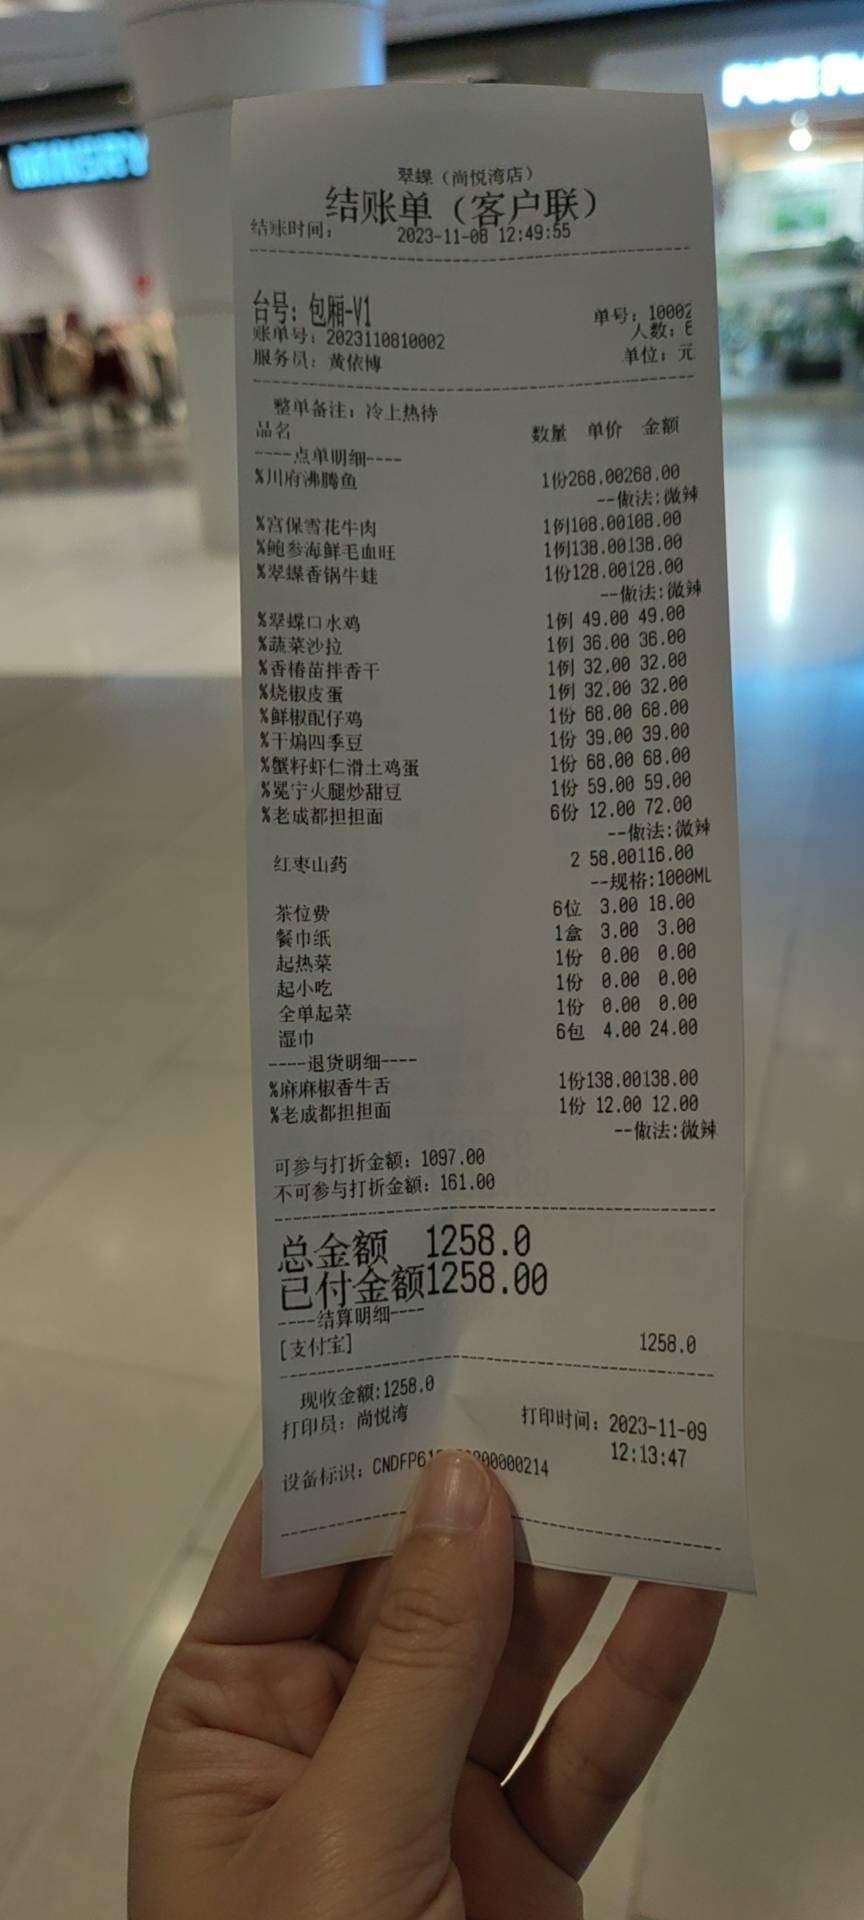 翠蝶（尚悦湾店）
结账单（客户联）
结账时间： 2023-11-08 12:49:55
台号：包厢-V1
单号：10002
账单号：2023110810002
人数：6
服务员：黄依博
单位：元
整单备注：冷上热待
品名 数量 单价 金额
----点单明细----
%川府沸腾鱼 1份268.00268.00
--做法:微辣
%宫保雪花牛肉 1例108.00108.00
%鲍参海鲜毛血旺 1例138.00138.00
%翠蝶香锅牛蛙 1份128.00128.00
--做法:微辣
%翠蝶口水鸡 1例 49.00 49.00
%蔬菜沙拉 1例 36.00 36.00
%香椿苗拌香干 1例 32.00 32.00
%烧椒皮蛋 1例 32.00 32.00
%鲜椒配仔鸡 1份 68.00 68.00
%干煸四季豆 1份 39.00 39.00
%蟹籽虾仁滑土鸡蛋 1份 68.00 68.00
%冕宁火腿炒甜豆 1份 59.00 59.00
%老成都担担面 6份 12.00 72.00
--做法:微辣
红枣山药 2 58.00116.00
--规格:1000ML
茶位费 6位 3.00 18.00
餐巾纸 1盒 3.00 3.00
起热菜 1份 0.00 0.00
起小吃 1份 0.00 0.00
全单起菜 1份 0.00 0.00
湿巾 6包 4.00 24.00
----退货明细----
%麻麻椒香牛舌 1份138.00138.00
%老成都担担面 1份 12.00 12.00
--做法:微辣
可参与打折金额：1097.00
不可参与打折金额：161.00
总金额 1258.0
已付金额1258.00
----结算明细----
[支付宝] 1258.0
现收金额:1258.0
打印员：尚悦湾 打印时间：2023-11-09
12:13:47
设备标识：